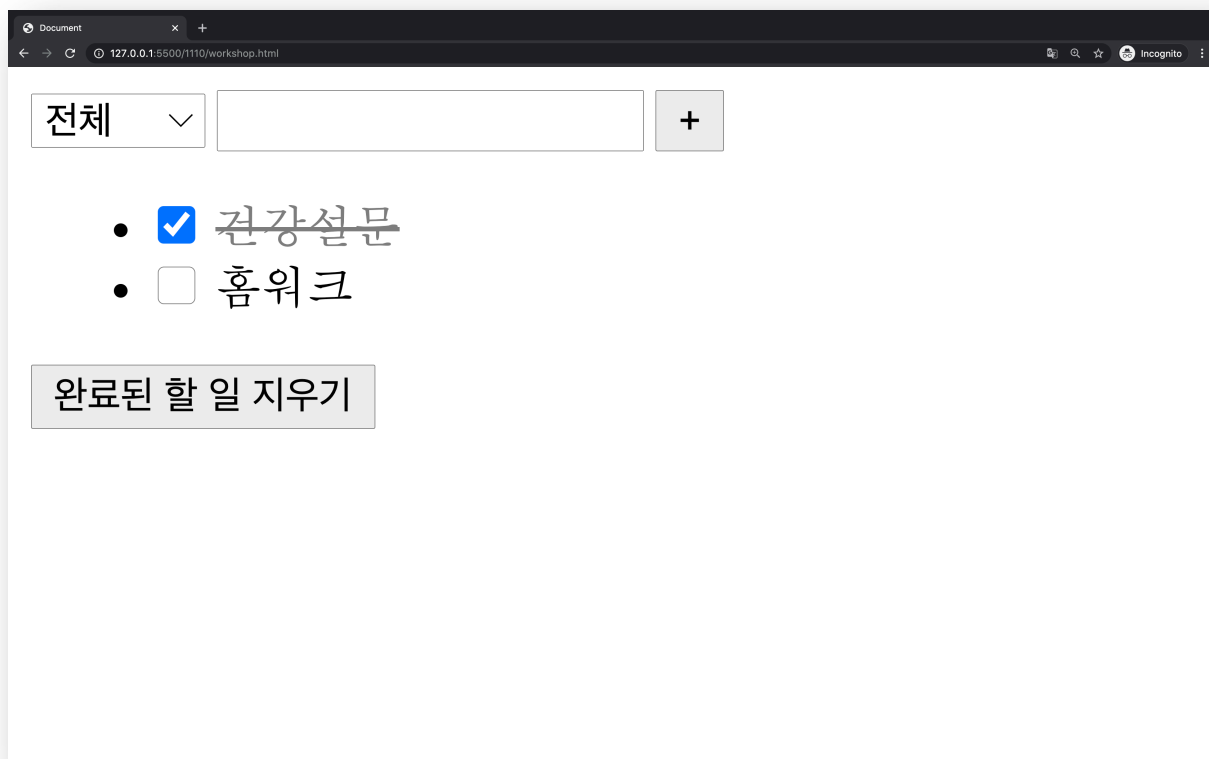 Document
127.0.0.1:5500/1110/workshop.html
Incognito
전체
+
건강설문
홈워크
완료된 할 일 지우기